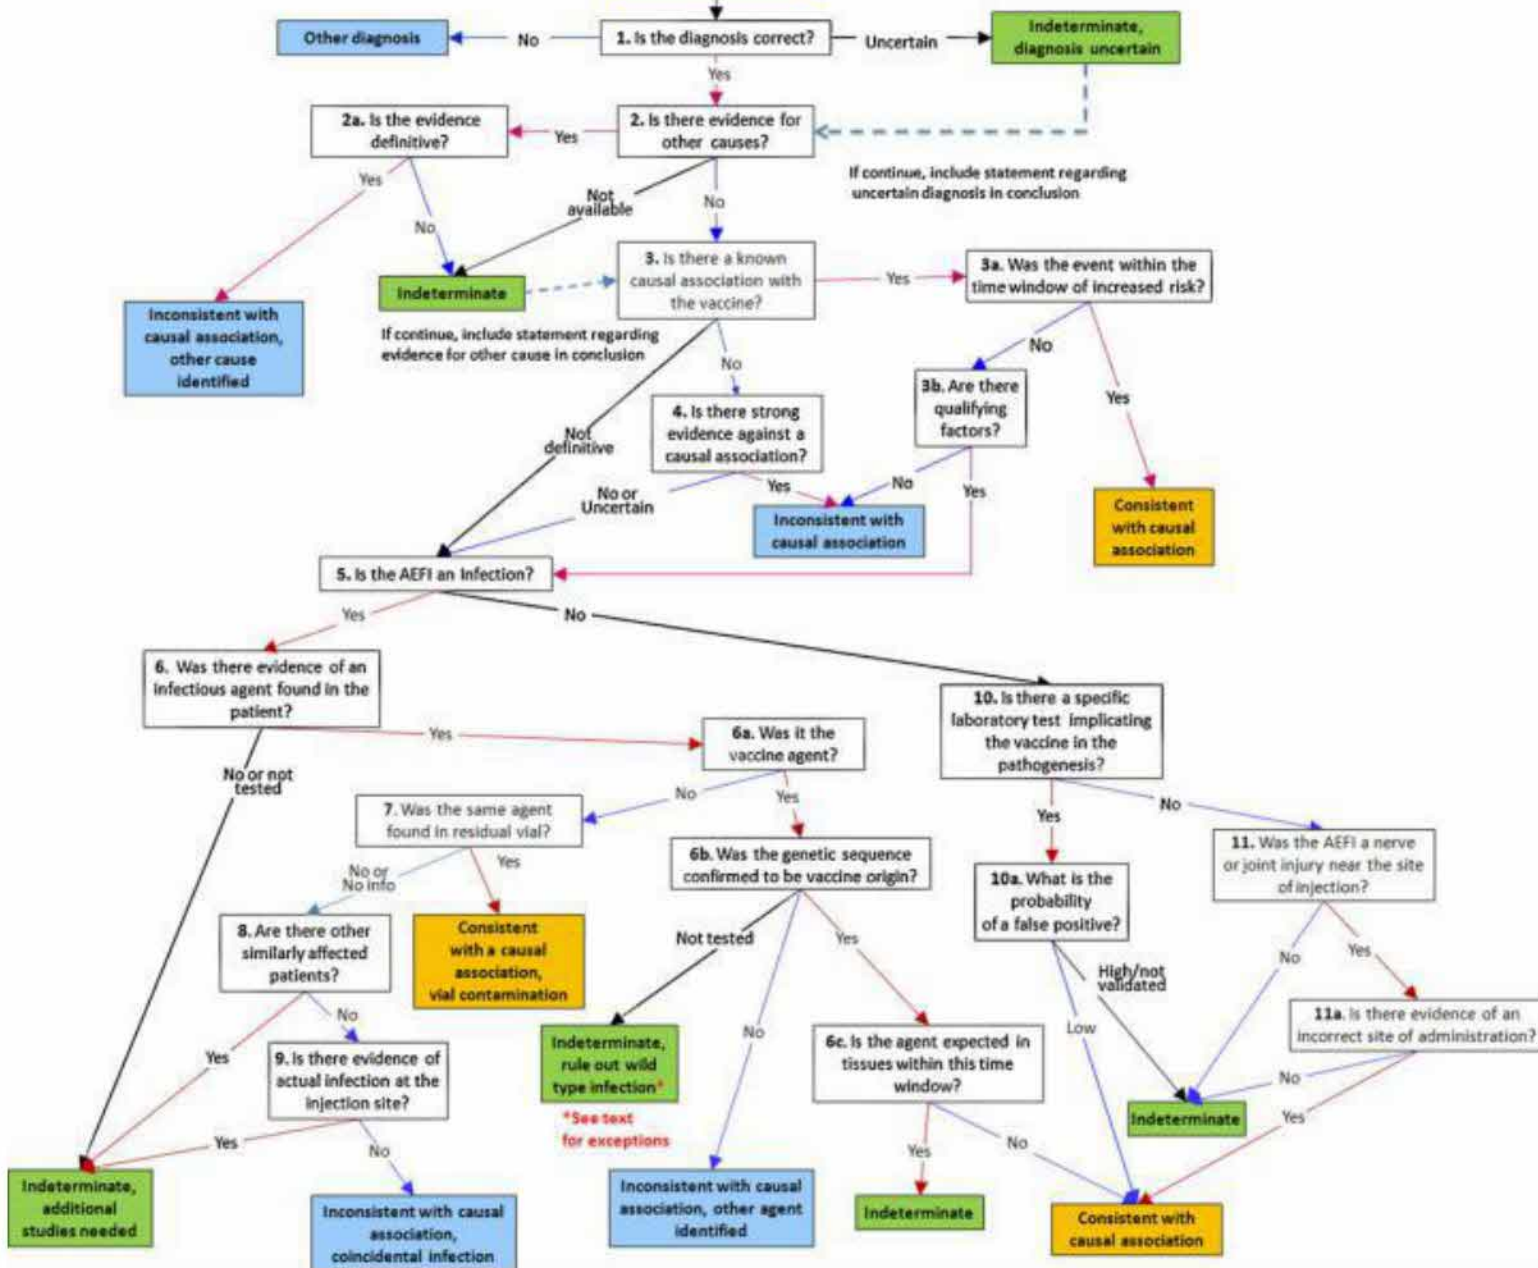 Other diagnosis
No
1. Is the diagnosis correct?
Uncertain
Indeterminate,
diagnosis uncertain
Yes
2a. Is the evidence
definitive?
Yes
2. Is there evidence for
other causes?
If continue, include statement regarding
uncertain diagnosis in conclusion
Yes
No
Not
available
No
Indeterminate
3. Is there a known
causal association with
the vaccine?
Yes
3a. Was the event within the
time window of increased risk?
Inconsistent with
causal association,
other cause
identified
If continue, include statement regarding
evidence for other cause in conclusion
No
No
Yes
4. Is there strong
evidence against a
causal association?
3b. Are there
qualifying
factors?
Not
definitive
No or
Uncertain
Yes
No
Yes
Inconsistent with
causal association
Consistent
with causal
association
5. Is the AEFI an Infection?
Yes
No
6. Was there evidence of an
infectious agent found in the
patient?
Yes
6a. Was it the
vaccine agent?
10. Is there a specific
laboratory test implicating
the vaccine in the
pathogenesis?
No or not
tested
No
Yes
Yes
No
7. Was the same agent
found in residual vial?
6b. Was the genetic sequence
confirmed to be vaccine origin?
10a. What is the
probability
of a false positive?
11. Was the AEFI a nerve
or joint injury near the site
of injection?
No or
No info
Yes
8. Are there other
similarly affected
patients?
Consistent
with a causal
association,
vial contamination
Not tested
Yes
No
High/not
validated
Low
No
Yes
No
Yes
9. Is there evidence of
actual infection at the
injection site?
Indeterminate,
rule out wild
type infection*
*See text
for exceptions
6c. Is the agent expected in
tissues within this time
window?
11a. Is there evidence of an
incorrect site of administration?
No
Yes
Indeterminate
Yes
No
Yes
No
Indeterminate,
additional
studies needed
Inconsistent with causal
association,
coincidental infection
Inconsistent with causal
association, other agent
identified
Indeterminate
Consistent with
causal association